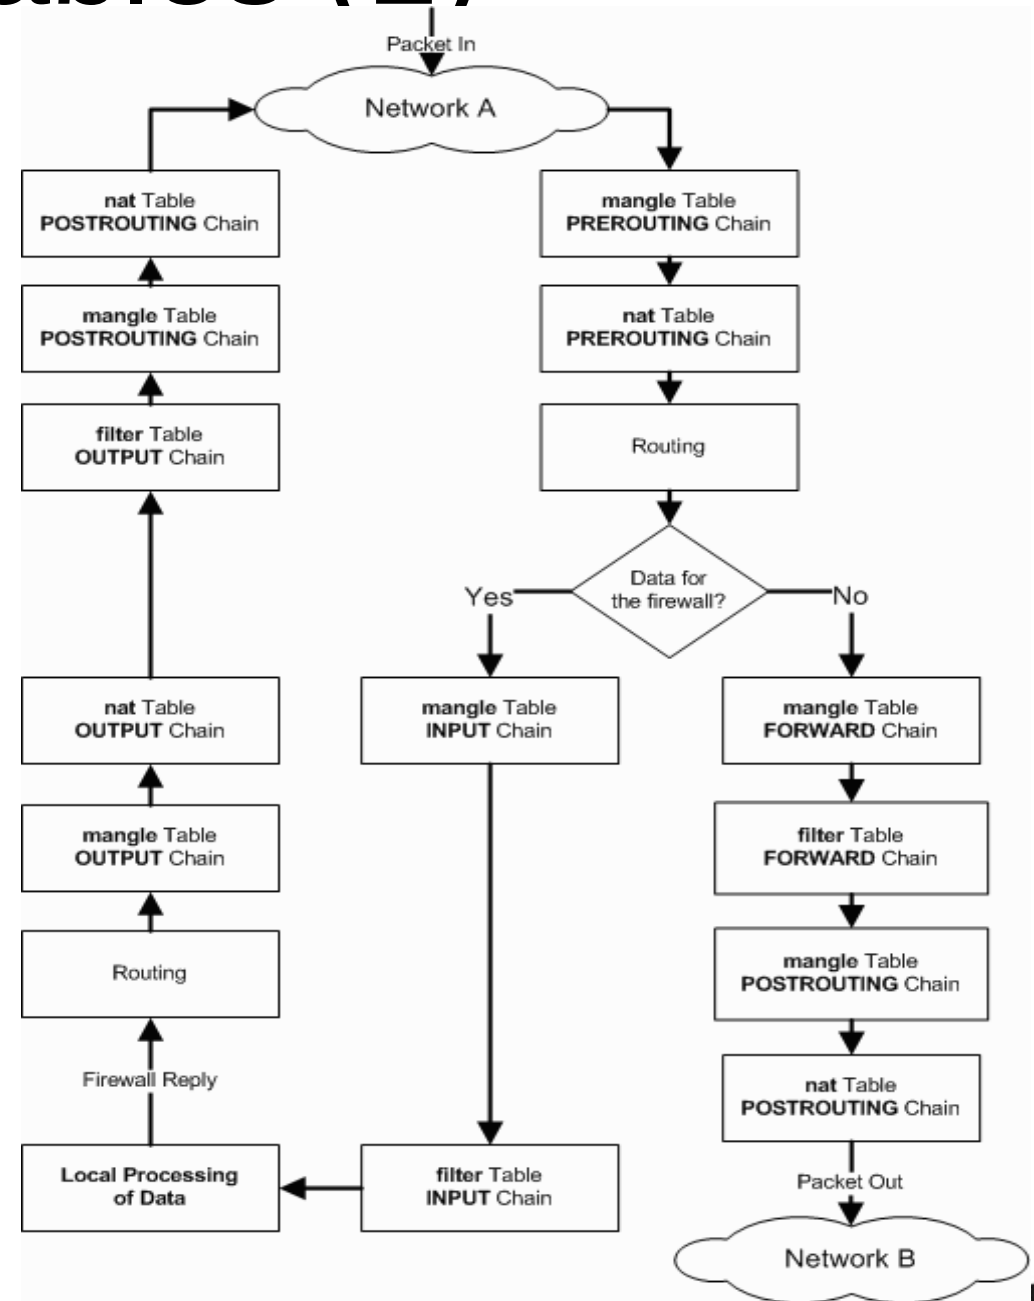 Packet In
Network A
nat Table
POSTROUTING Chain
mangle Table
POSTROUTING Chain
filter Table
OUTPUT Chain
nat Table
OUTPUT Chain
mangle Table
OUTPUT Chain
Routing
Firewall Reply
Local Processing
of Data
mangle Table
PREROUTING Chain
nat Table
PREROUTING Chain
Routing
Data for
the firewall?
Yes
No
mangle Table
INPUT Chain
filter Table
INPUT Chain
mangle Table
FORWARD Chain
filter Table
FORWARD Chain
mangle Table
POSTROUTING Chain
nat Table
POSTROUTING Chain
Packet Out
Network B